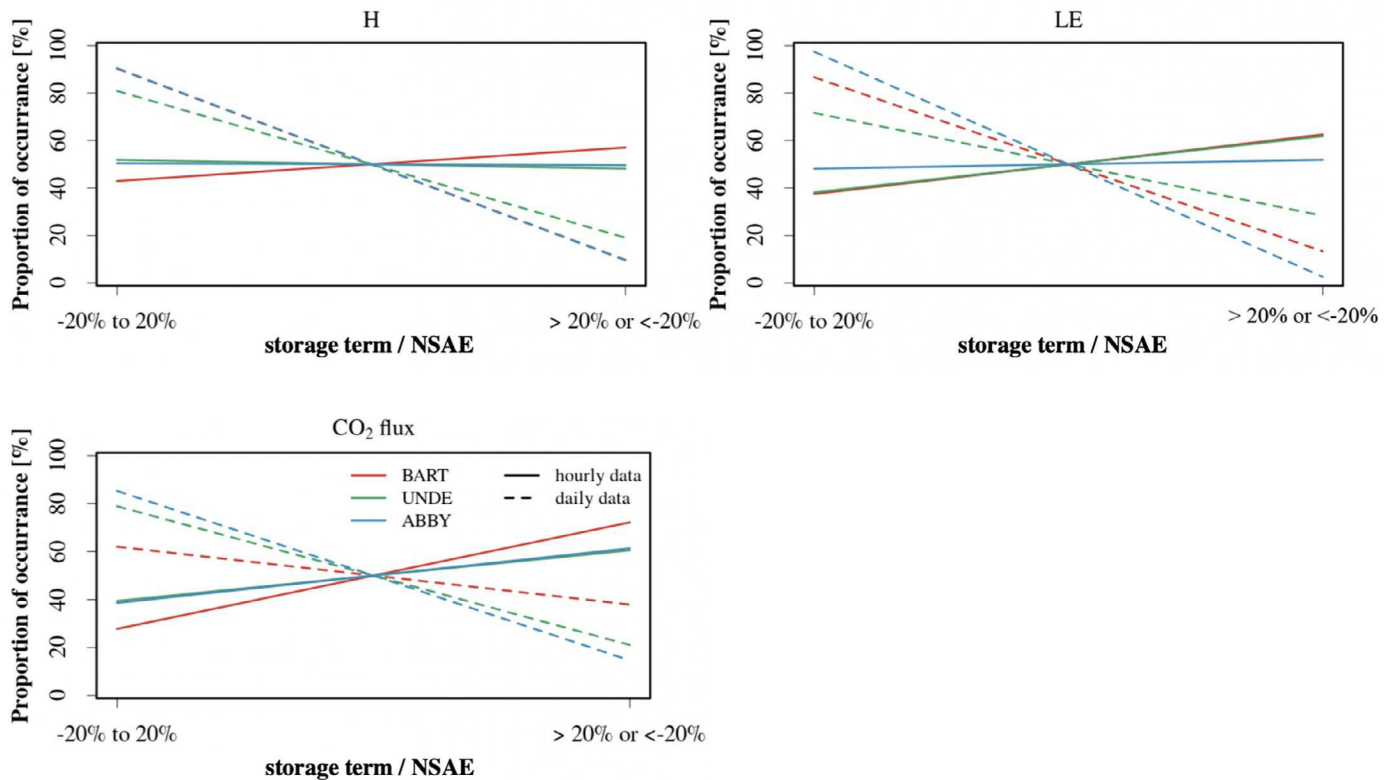 H
Proportion of occurrance [%]
100
80
60
40
20
0
-20% to 20%
> 20% or <-20%
storage term / NSAE
LE
Proportion of occurrance [%]
100
80
60
40
20
0
-20% to 20%
> 20% or <-20%
storage term / NSAE
CO₂ flux
Proportion of occurrance [%]
100
80
60
40
20
0
BART
UNDE
ABBY
hourly data
daily data
-20% to 20%
> 20% or <-20%
storage term / NSAE